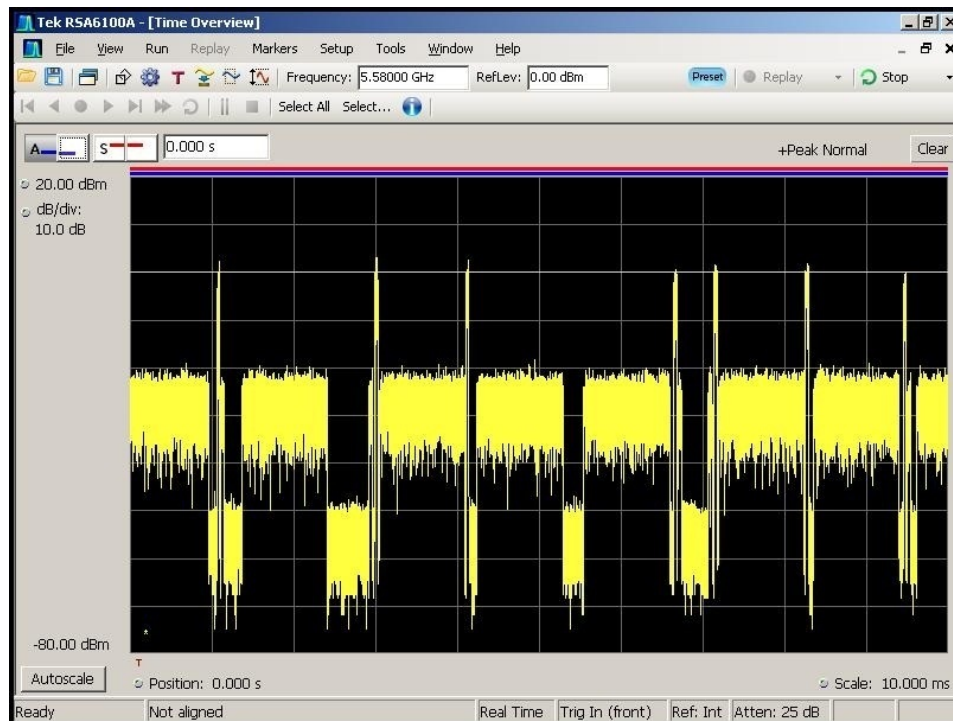 Tek RSA6100A - [Time Overview]
File View Run Replay Markers Setup Tools Window Help
T Frequency: 5.58000 GHz RefLev: 0.00 dBm Preset Replay Stop
Select All Select...
A S 0.000 s +Peak Normal Clear
20.00 dBm
dB/div:
10.0 dB
-80.00 dBm
T
Autoscale Position: 0.000 s Scale: 10.000 ms
Ready Not aligned Real Time Trig In (front) Ref: Int Atten: 25 dB